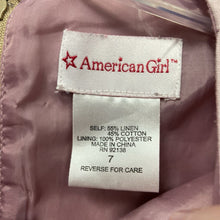 American Girl™
SELF: 55% LINEN
45% COTTON
LINING: 100% POLYESTER
MADE IN CHINA
RN 92138
7
REVERSE FOR CARE